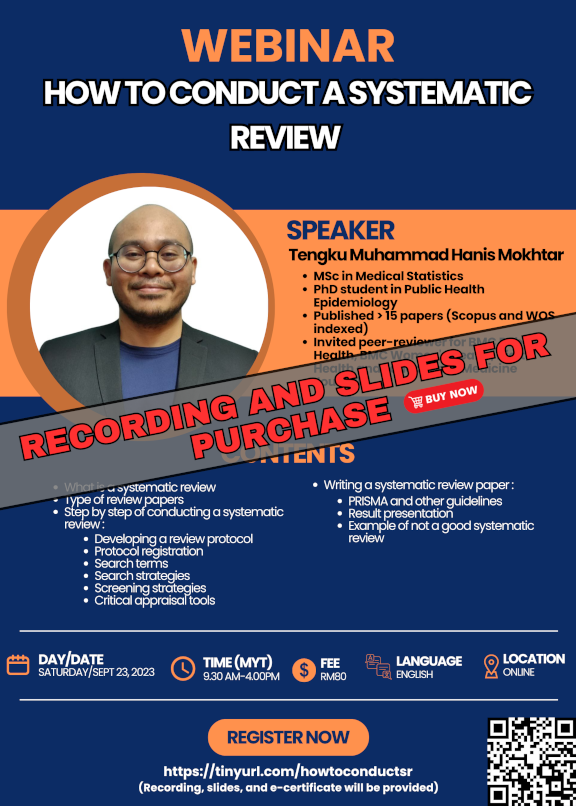 WEBINAR
HOW TO CONDUCT A SYSTEMATIC
REVIEW
SPEAKER
Tengku Muhammad Hanis Mokhtar
• MSc in Medical Statistics
• PhD student in Public Health
Epidemiology
• Published > 15 papers (Scopus and WOS
indexed)
• Invited peer-reviewer for BMC
Health, BMC
Health
Medicine
RECORDING AND SLIDES FOR
PURCHASE
BUY NOW
CONTENTS
• What is a systematic review
• Type of review papers
• Step by step of conducting a systematic
review :
• Developing a review protocol
• Protocol registration
• Search terms
• Search strategies
• Screening strategies
• Critical appraisal tools
• Writing a systematic review paper :
• PRISMA and other guidelines
• Result presentation
• Example of not a good systematic
review
DAY/DATE
SATURDAY/SEPT 23, 2023
TIME (MYT)
9.30 AM-4.00PM
$
FEE
RM80
LANGUAGE
ENGLISH
LOCATION
ONLINE
REGISTER NOW
https://tinyurl.com/howtoconductsr
(Recording, slides, and e-certificate will be provided)